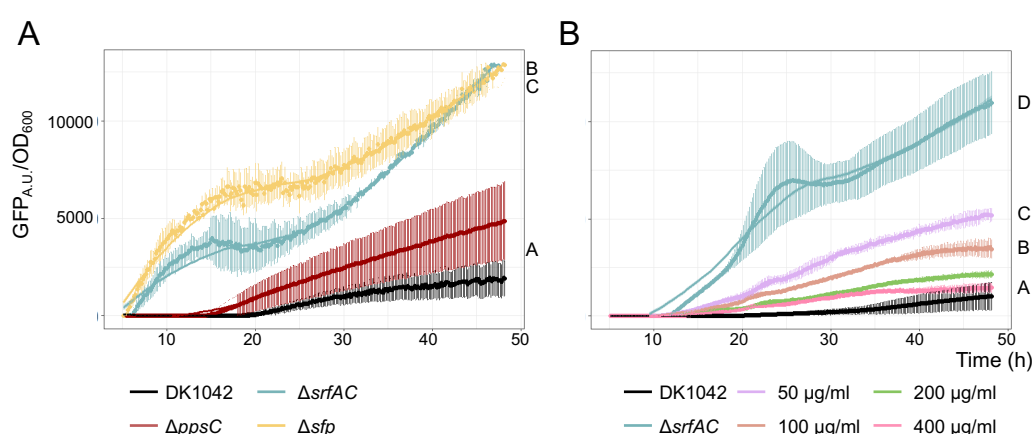 A
B
GFP A.U./OD600
10000
5000
B
C
A
D
C
B
A
10 20 30 40 50
10 20 30 40 50
Time (h)
DK1042 ΔsrfAC
ΔppsC Δsfp
DK1042 50 µg/ml 200 µg/ml
ΔsrfAC 100 µg/ml 400 µg/ml